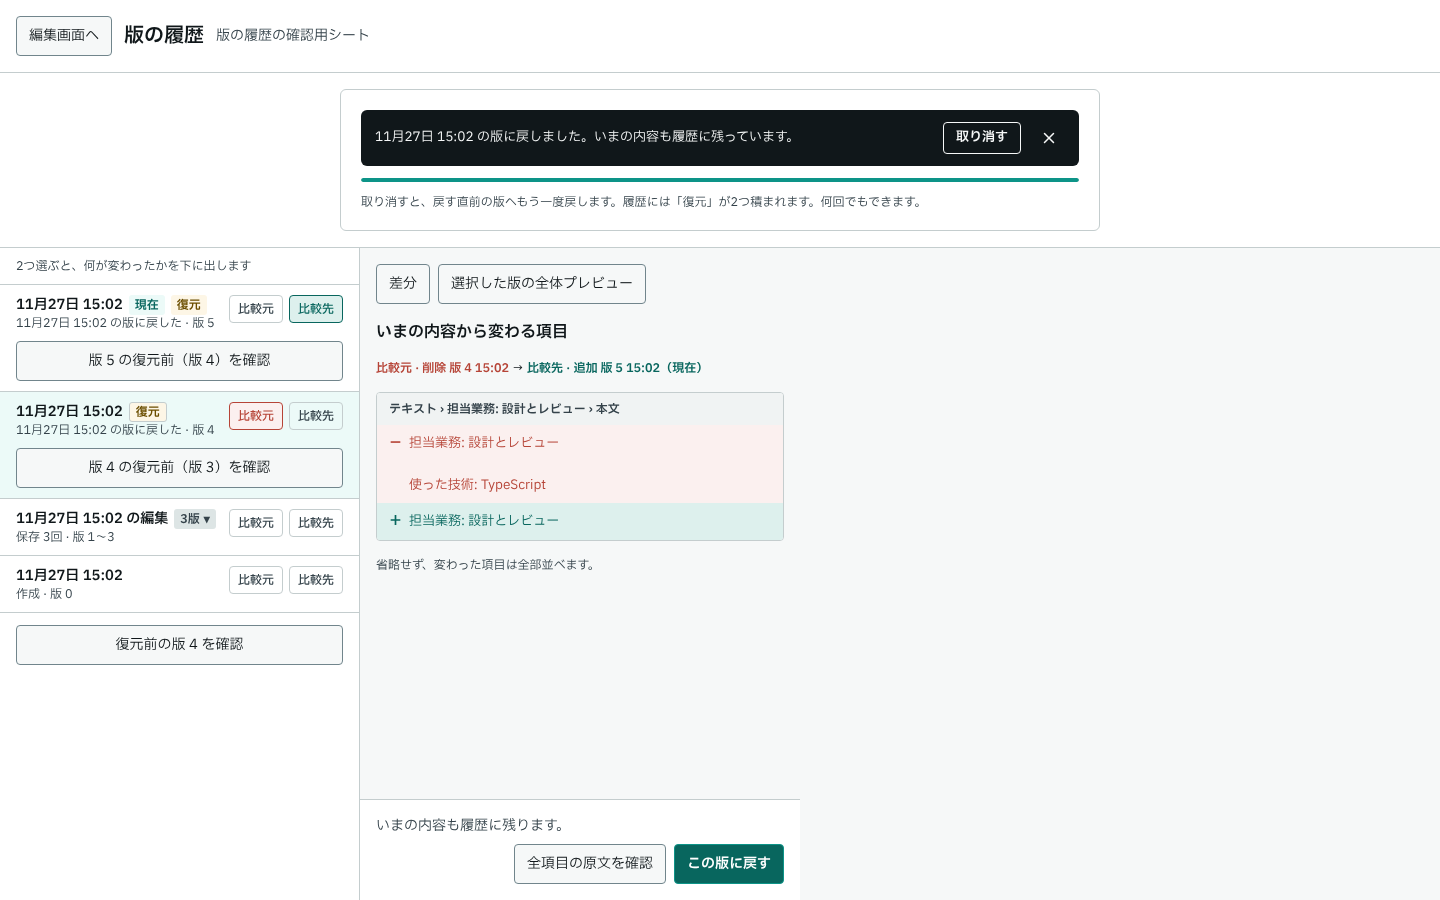 編集画面へ
版の履歴
版の履歴の確認用シート
11月27日 15:02 の版に戻しました。いまの内容も履歴に残っています。
取り消す
×
取り消すと、戻す直前の版へもう一度戻します。履歴には「復元」が2つ積まれます。何回でもできます。
2つ選ぶと、何が変わったかを下に出します
11月27日 15:02 現在 復元
11月27日 15:02 の版に戻した · 版 5
比較元
比較先
版 5 の復元前（版 4）を確認
11月27日 15:02 復元
11月27日 15:02 の版に戻した · 版 4
比較元
比較先
版 4 の復元前（版 3）を確認
11月27日 15:02 の編集 3版 ▾
保存 3回 · 版 1〜3
比較元
比較先
11月27日 15:02
作成 · 版 0
比較元
比較先
復元前の版 4 を確認
差分
選択した版の全体プレビュー
いまの内容から変わる項目
比較元 · 削除 版 4 15:02 → 比較先 · 追加 版 5 15:02（現在）
テキスト › 担当業務: 設計とレビュー › 本文
− 担当業務: 設計とレビュー
使った技術: TypeScript
+ 担当業務: 設計とレビュー
省略せず、変わった項目は全部並べます。
いまの内容も履歴に残ります。
全項目の原文を確認
この版に戻す